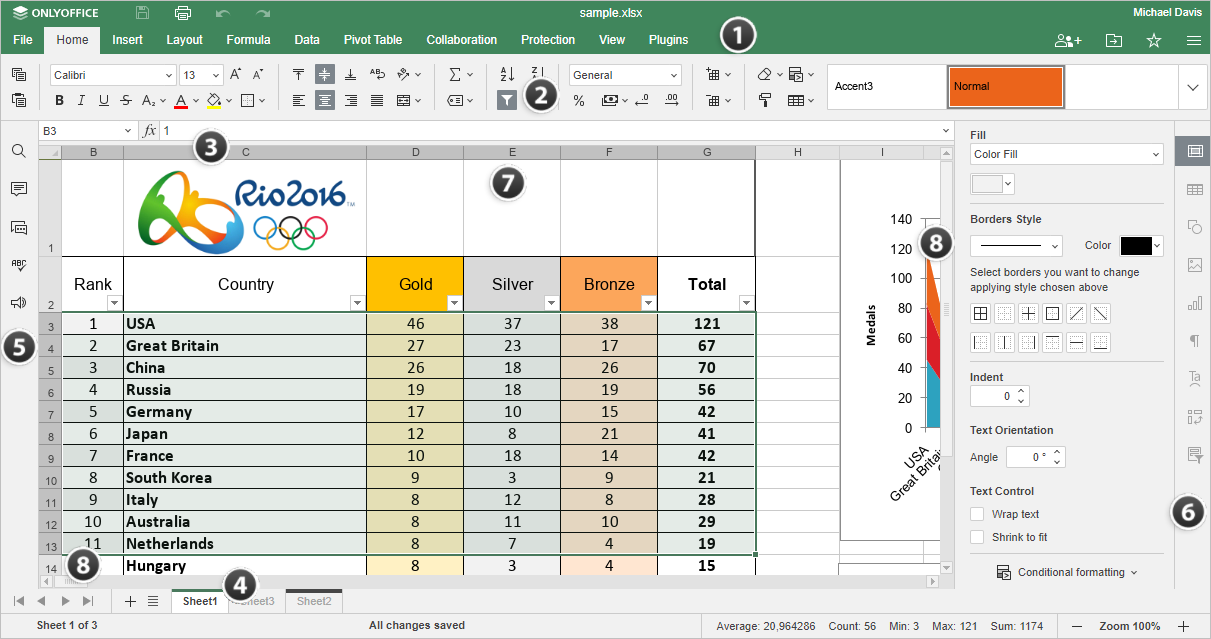 ONLYOFFICE sample.xlsx Michael Davis
File Home Insert Layout Formula Data Pivot Table Collaboration Protection View Plugins 1
Calibri 13 A A General
B I U S A A % 2 Accent3 Normal
B3 fx 1
3
B C D E F G H I
7
Rio2016™
1
2 Rank Country Gold Silver Bronze Total
3 1 USA 46 37 38 121
4 2 Great Britain 27 23 17 67
5 3 China 26 18 26 70
6 4 Russia 19 18 19 56
7 5 Germany 17 10 15 42
8 6 Japan 12 8 21 41
9 7 France 10 18 14 42
10 8 South Korea 9 3 9 21
11 9 Italy 8 12 8 28
12 10 Australia 8 11 10 29
13 11 Netherlands 8 7 4 19
14 Hungary 8 3 4 15
5
8
4
140
120
100
80
60
40
20
0
Medals
USA
Great Britai
8
Fill
Color Fill
Borders Style
Color
Select borders you want to change
applying style chosen above
Indent
0
Text Orientation
Angle 0 °
Text Control
Wrap text
Shrink to fit
Conditional formatting
6
Sheet1 Sheet3 Sheet2
Sheet 1 of 3 All changes saved Average: 20,964286 Count: 56 Min: 3 Max: 121 Sum: 1174 Zoom 100%